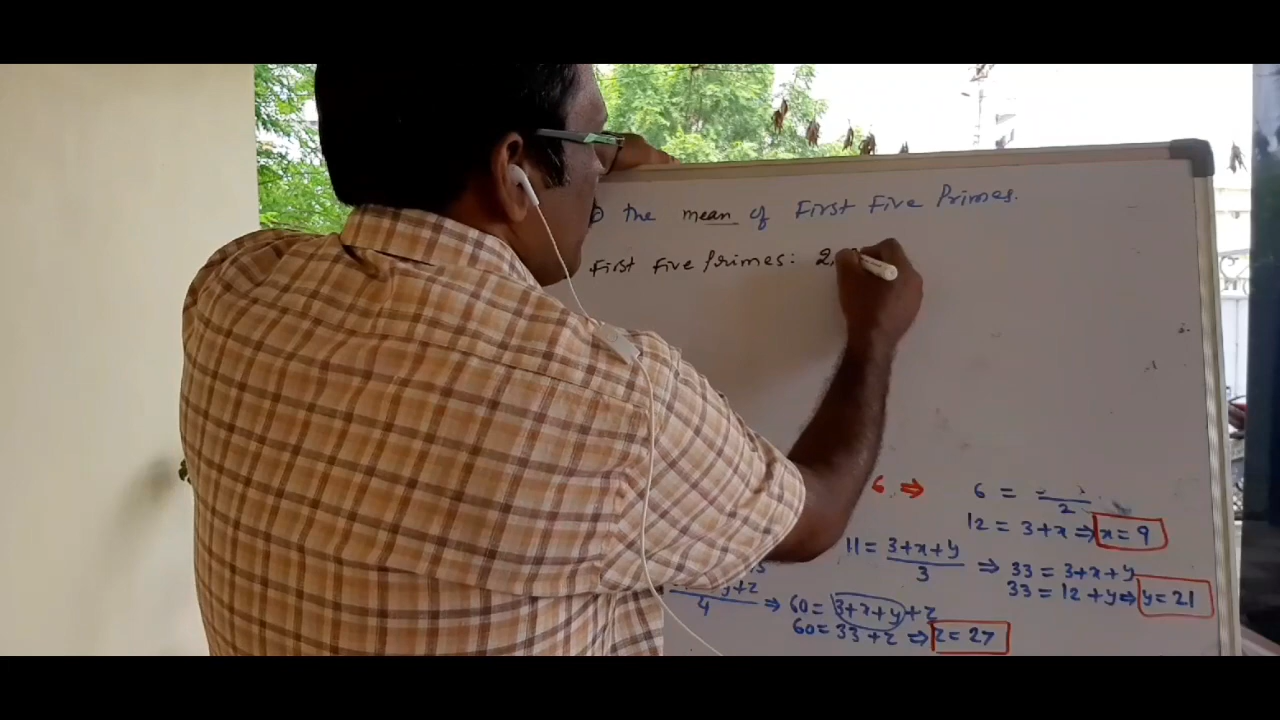 the mean of First Five Primes.
First Five Primes: 2,
6 ⇒ 6 = 2
12 = 3+x ⇒ x = 9
11 = 3+x+y / 3 ⇒ 33 = 3+x+y
33 = 12 + y ⇒ y = 21
4 ⇒ 60 = 3+x+y+z
60 = 33 + z ⇒ z = 27